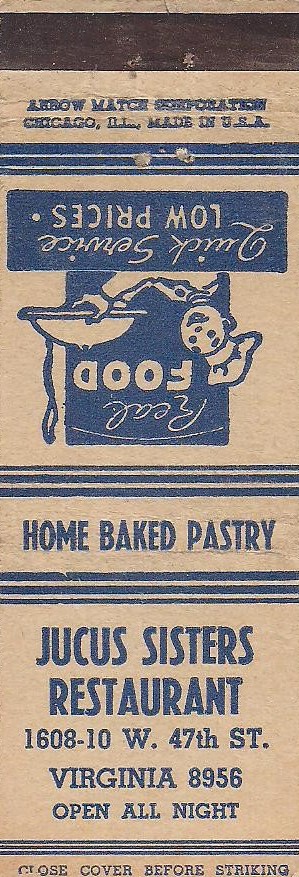 ARROW MATCH CORPORATION
CHICAGO, ILL., MADE IN U.S.A.
Real
FOOD
Quick Service
LOW PRICES •
HOME BAKED PASTRY
JUCUS SISTERS
RESTAURANT
1608-10 W. 47th ST.
VIRGINIA 8956
OPEN ALL NIGHT
CLOSE COVER BEFORE STRIKING